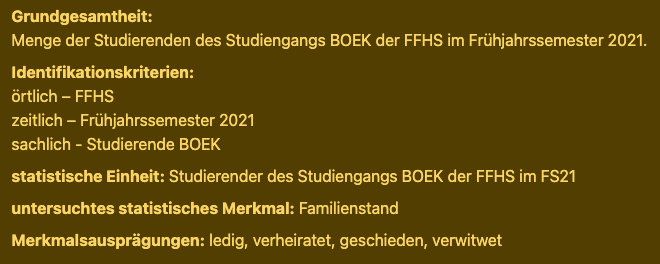 Grundgesamtheit:
Menge der Studierenden des Studiengangs BOEK der FFHS im Frühjahrssemester 2021.
Identifikationskriterien:
örtlich – FFHS
zeitlich – Frühjahrssemester 2021
sachlich - Studierende BOEK
statistische Einheit: Studierender des Studiengangs BOEK der FFHS im FS21
untersuchtes statistisches Merkmal: Familienstand
Merkmalsausprägungen: ledig, verheiratet, geschieden, verwitwet